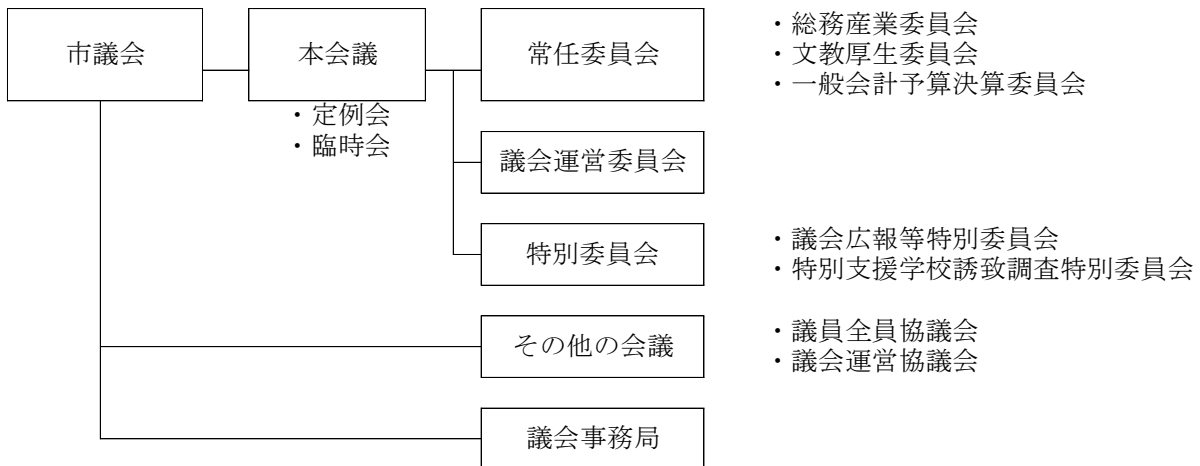 市議会
本会議
・定例会
・臨時会
常任委員会
・総務産業委員会
・文教厚生委員会
・一般会計予算決算委員会
議会運営委員会
特別委員会
・議会広報等特別委員会
・特別支援学校誘致調査特別委員会
その他の会議
・議員全員協議会
・議会運営協議会
議会事務局